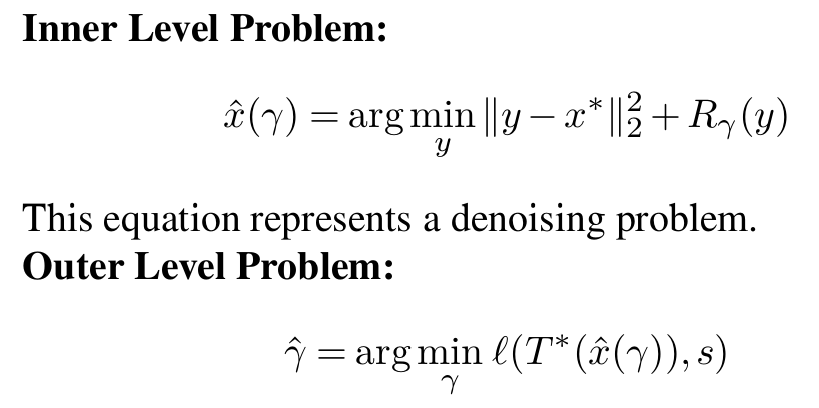 Inner Level Problem:
x̂(γ) = arg min_y ‖y − x*‖₂² + R_γ(y)
This equation represents a denoising problem.
Outer Level Problem:
γ̂ = arg min_γ ℓ(T*(x̂(γ)), s)